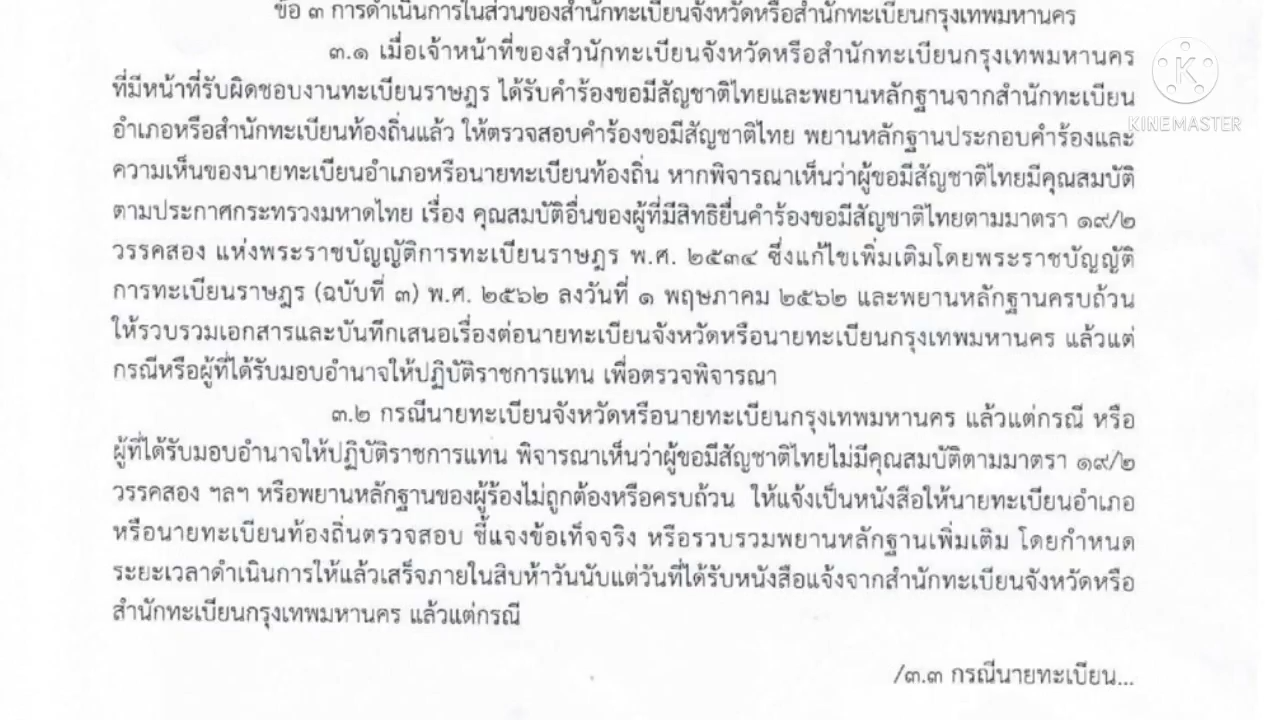 ข้อ ๓ การดำเนินการในส่วนของสำนักทะเบียนจังหวัดหรือสำนักทะเบียนกรุงเทพมหานคร
๓.๑ เมื่อเจ้าหน้าที่ของสำนักทะเบียนจังหวัดหรือสำนักทะเบียนกรุงเทพมหานคร
ที่มีหน้าที่รับผิดชอบงานทะเบียนราษฎร ได้รับคำร้องขอมีสัญชาติไทยและพยานหลักฐานจากสำนักทะเบียน
อำเภอหรือสำนักทะเบียนท้องถิ่นแล้ว ให้ตรวจสอบคำร้องขอมีสัญชาติไทย พยานหลักฐานประกอบคำร้องและ
ความเห็นของนายทะเบียนอำเภอหรือนายทะเบียนท้องถิ่น หากพิจารณาเห็นว่าผู้ขอมีสัญชาติไทยมีคุณสมบัติ
ตามประกาศกระทรวงมหาดไทย เรื่อง คุณสมบัติอื่นของผู้ที่มีสิทธิยื่นคำร้องขอมีสัญชาติไทยตามมาตรา ๑๙/๒
วรรคสอง แห่งพระราชบัญญัติการทะเบียนราษฎร พ.ศ. ๒๕๓๔ ซึ่งแก้ไขเพิ่มเติมโดยพระราชบัญญัติ
การทะเบียนราษฎร (ฉบับที่ ๓) พ.ศ. ๒๕๖๒ ลงวันที่ ๑ พฤษภาคม ๒๕๖๒ และพยานหลักฐานครบถ้วน
ให้รวบรวมเอกสารและบันทึกเสนอเรื่องต่อนายทะเบียนจังหวัดหรือนายทะเบียนกรุงเทพมหานคร แล้วแต่
กรณีหรือผู้ที่ได้รับมอบอำนาจให้ปฏิบัติราชการแทน เพื่อตรวจพิจารณา
๓.๒ กรณีนายทะเบียนจังหวัดหรือนายทะเบียนกรุงเทพมหานคร แล้วแต่กรณี หรือ
ผู้ที่ได้รับมอบอำนาจให้ปฏิบัติราชการแทน พิจารณาเห็นว่าผู้ขอมีสัญชาติไทยไม่มีคุณสมบัติตามมาตรา ๑๙/๒
วรรคสอง ฯลฯ หรือพยานหลักฐานของผู้ร้องไม่ถูกต้องหรือครบถ้วน ให้แจ้งเป็นหนังสือให้นายทะเบียนอำเภอ
หรือนายทะเบียนท้องถิ่นตรวจสอบ ชี้แจงข้อเท็จจริง หรือรวบรวมพยานหลักฐานเพิ่มเติม โดยกำหนด
ระยะเวลาดำเนินการให้แล้วเสร็จภายในสิบห้าวันนับแต่วันที่ได้รับหนังสือแจ้งจากสำนักทะเบียนจังหวัดหรือ
สำนักทะเบียนกรุงเทพมหานคร แล้วแต่กรณี
/๓.๓ กรณีนายทะเบียน...
K
KINEMASTER